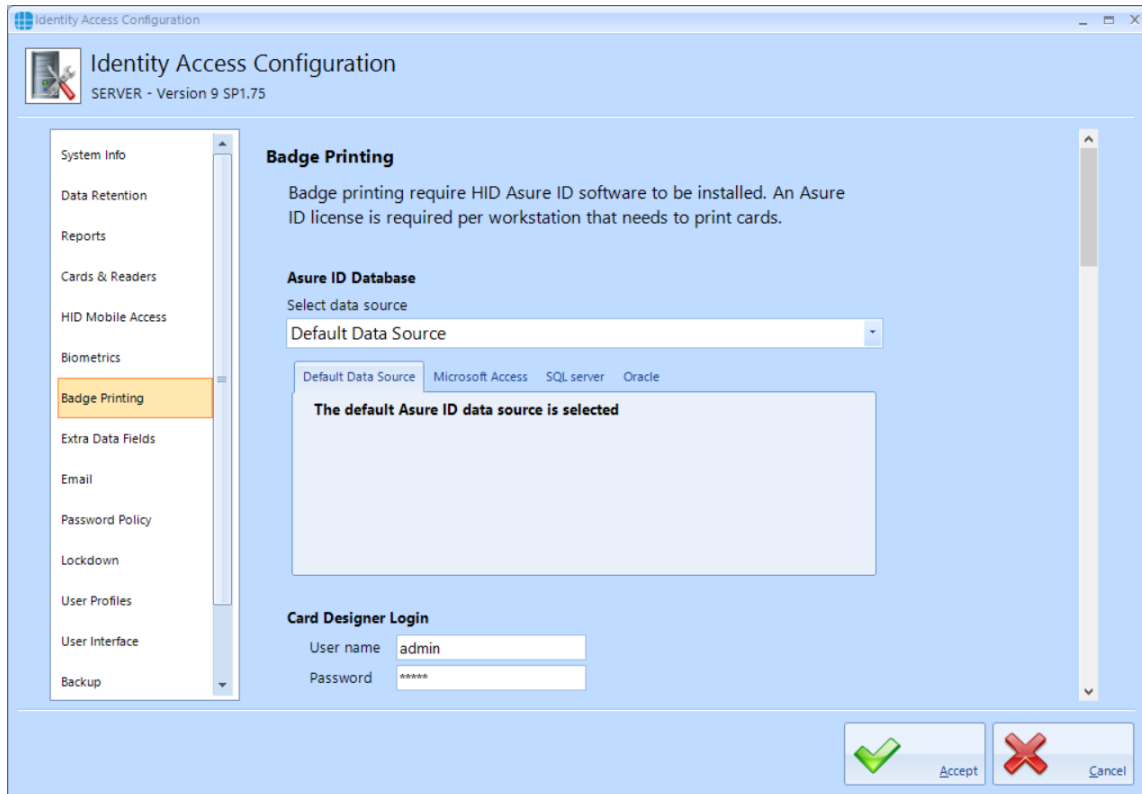 Identity Access Configuration
Identity Access Configuration
SERVER - Version 9 SP1.75
System Info
Data Retention
Reports
Cards & Readers
HID Mobile Access
Biometrics
Badge Printing
Extra Data Fields
Email
Password Policy
Lockdown
User Profiles
User Interface
Backup
Badge Printing
Badge printing require HID Asure ID software to be installed. An Asure
ID license is required per workstation that needs to print cards.
Asure ID Database
Select data source
Default Data Source
Default Data Source Microsoft Access SQL server Oracle
The default Asure ID data source is selected
Card Designer Login
User name admin
Password *****
Accept Cancel